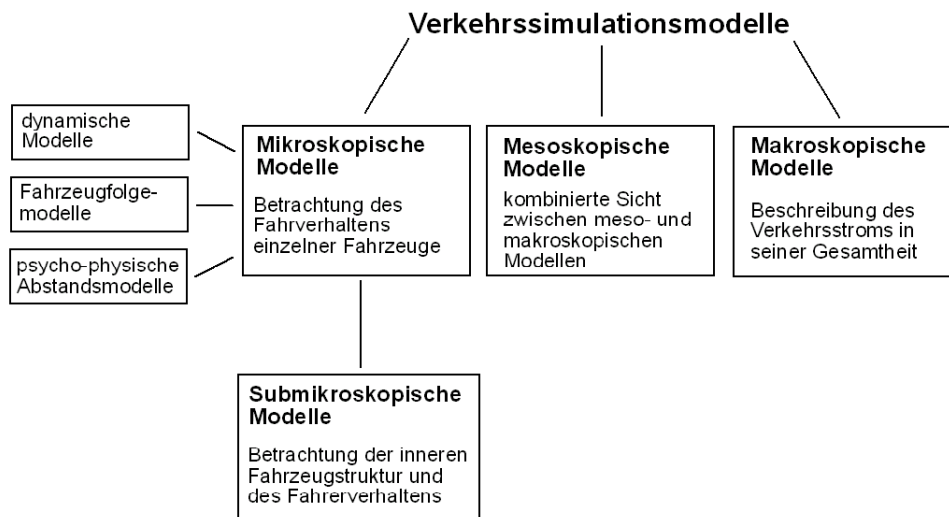 Verkehrssimulationsmodelle
dynamische
Modelle
Fahrzeugfolge-
modelle
psycho-physische
Abstandsmodelle
Mikroskopische
Modelle
Betrachtung des
Fahrverhaltens
einzelner Fahrzeuge
Mesoskopische
Modelle
kombinierte Sicht
zwischen meso- und
makroskopischen
Modellen
Makroskopische
Modelle
Beschreibung des
Verkehrsstroms in
seiner Gesamtheit
Submikroskopische
Modelle
Betrachtung der inneren
Fahrzeugstruktur und
des Fahrerverhaltens